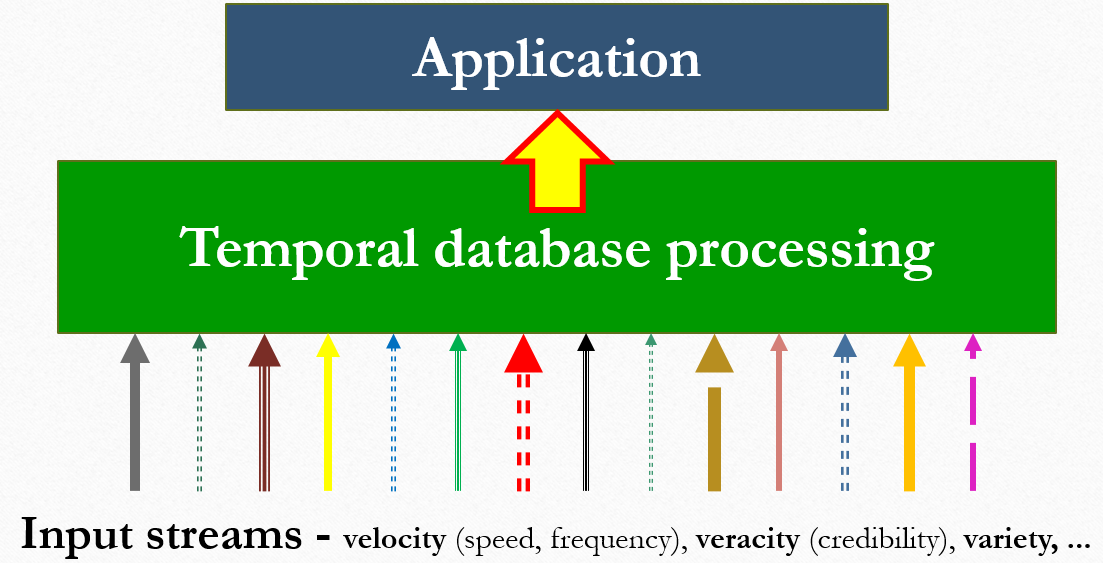 Application
Temporal database processing
Input streams - velocity (speed, frequency), veracity (credibility), variety, ...